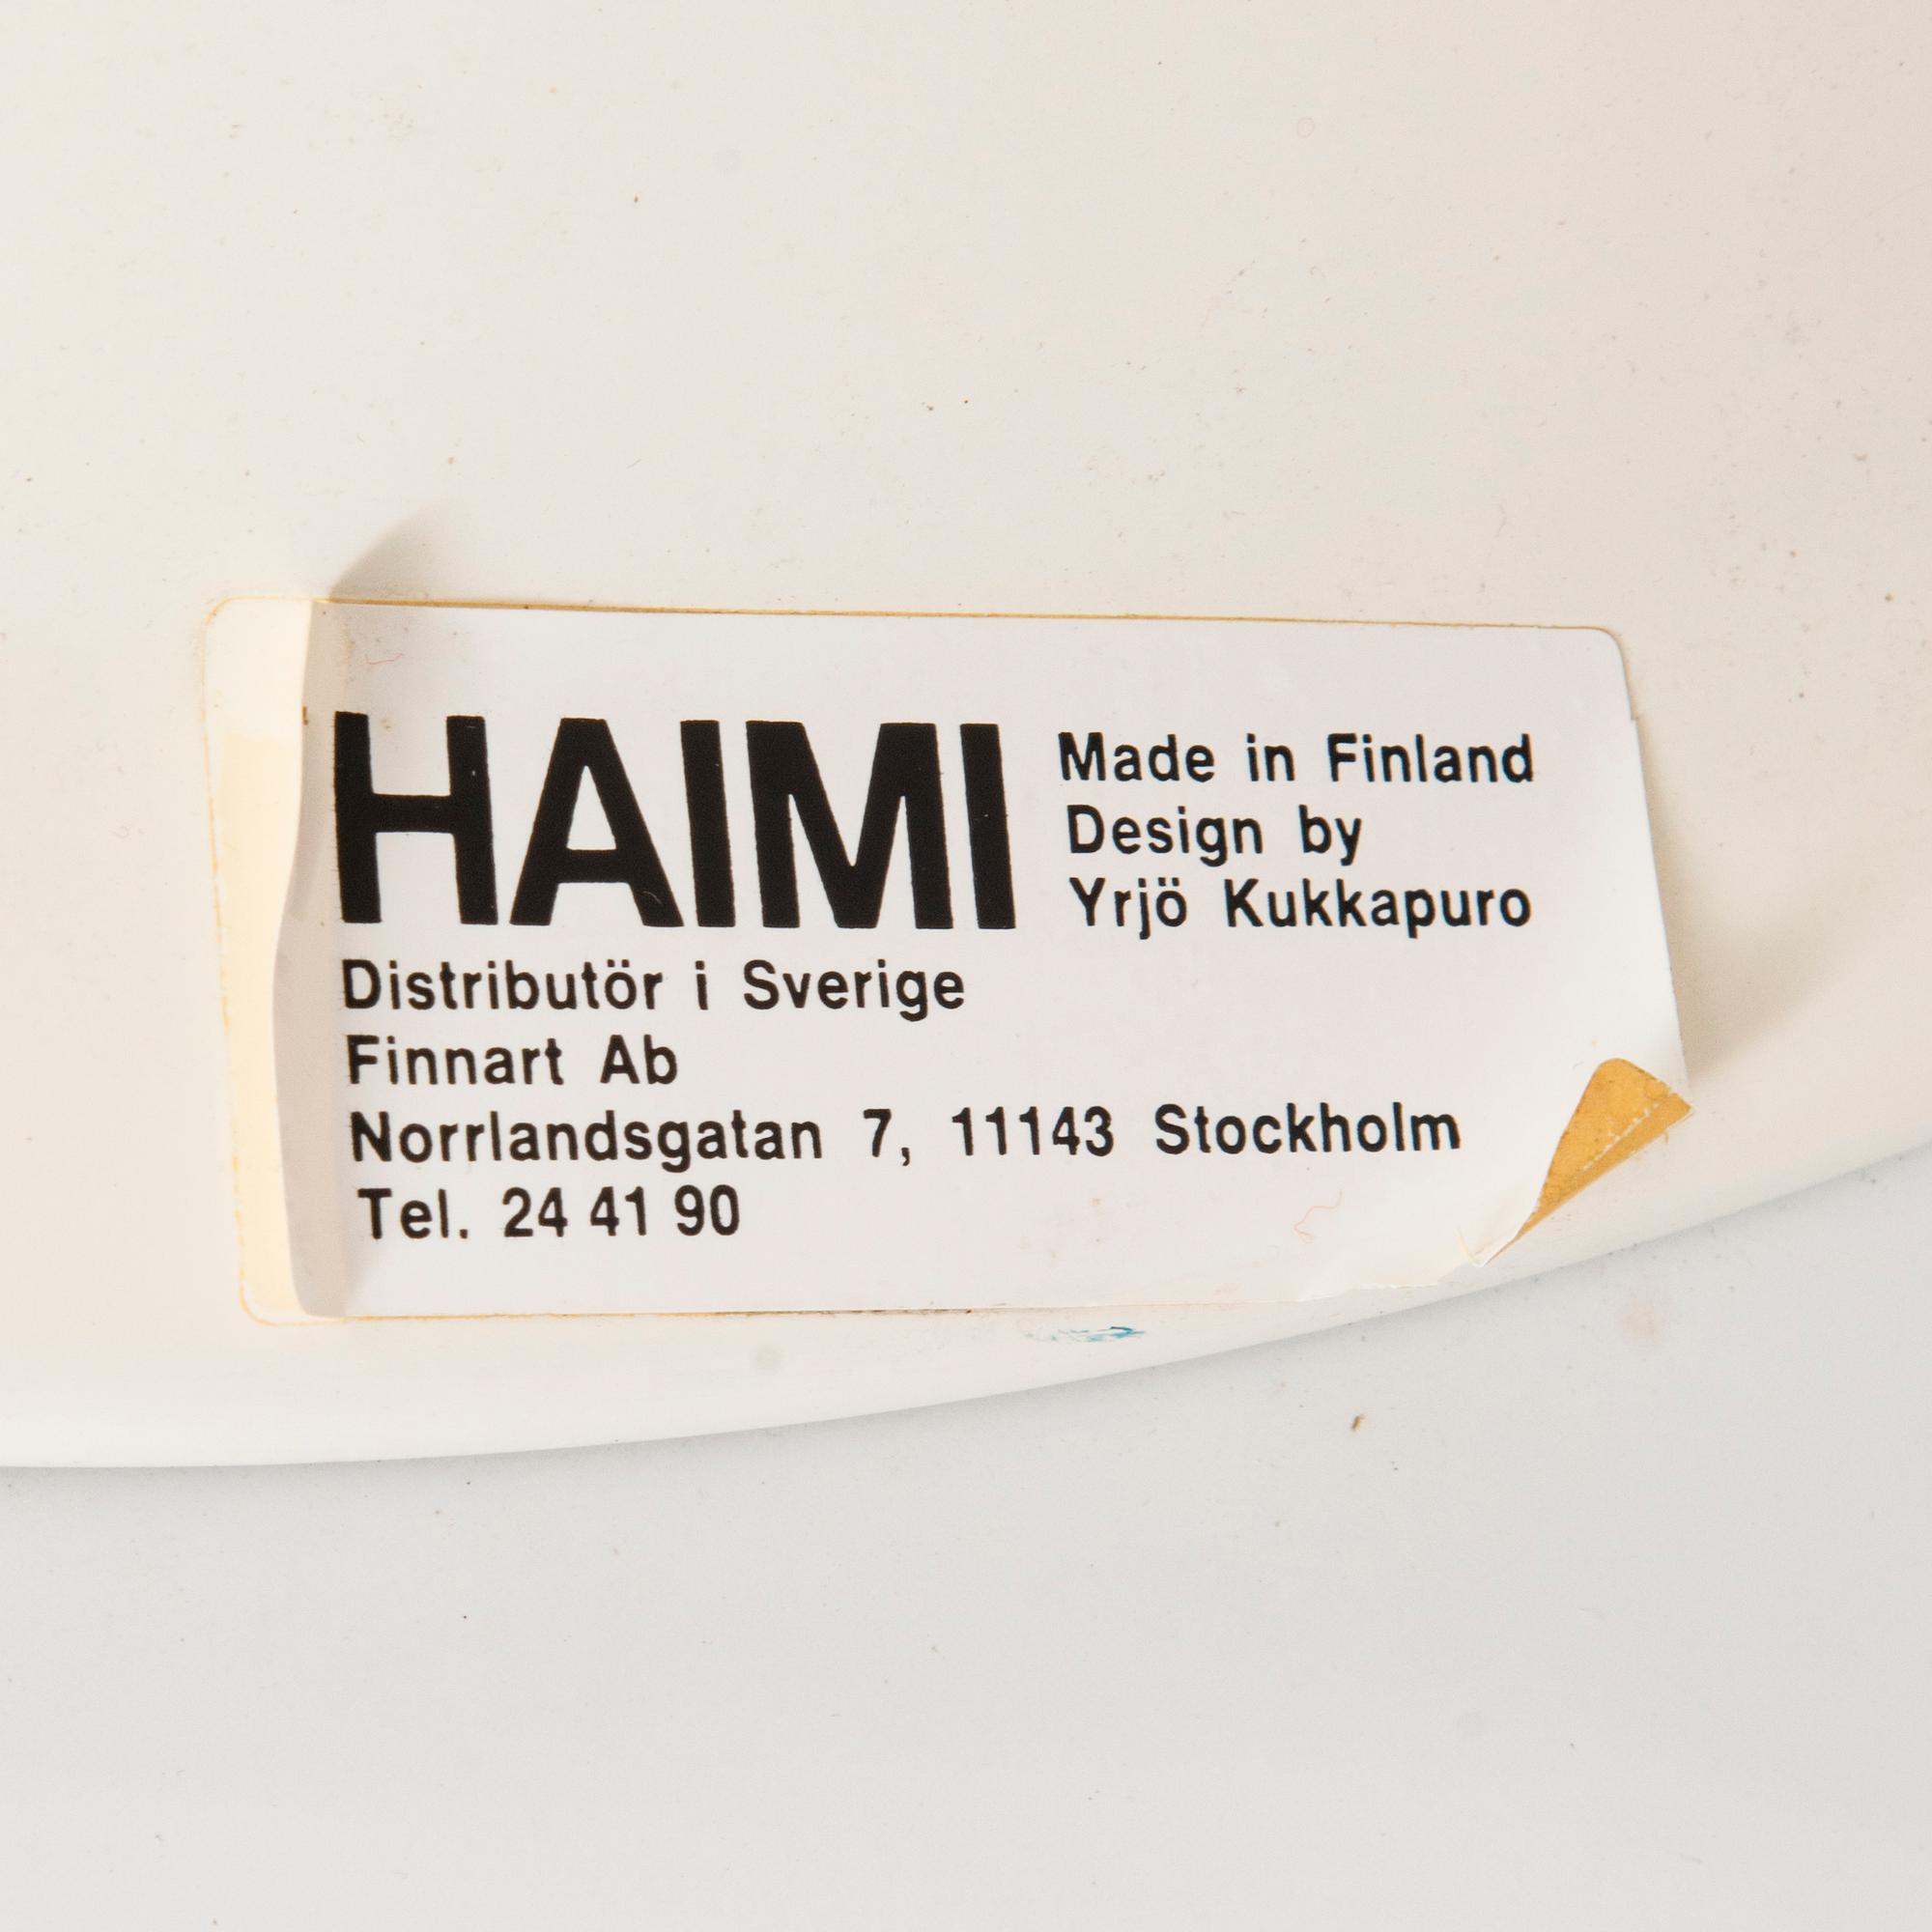 HAIMI
Made in Finland
Design by
Yrjö Kukkapuro
Distributör i Sverige
Finnart Ab
Norrlandsgatan 7, 11143 Stockholm
Tel. 24 41 90